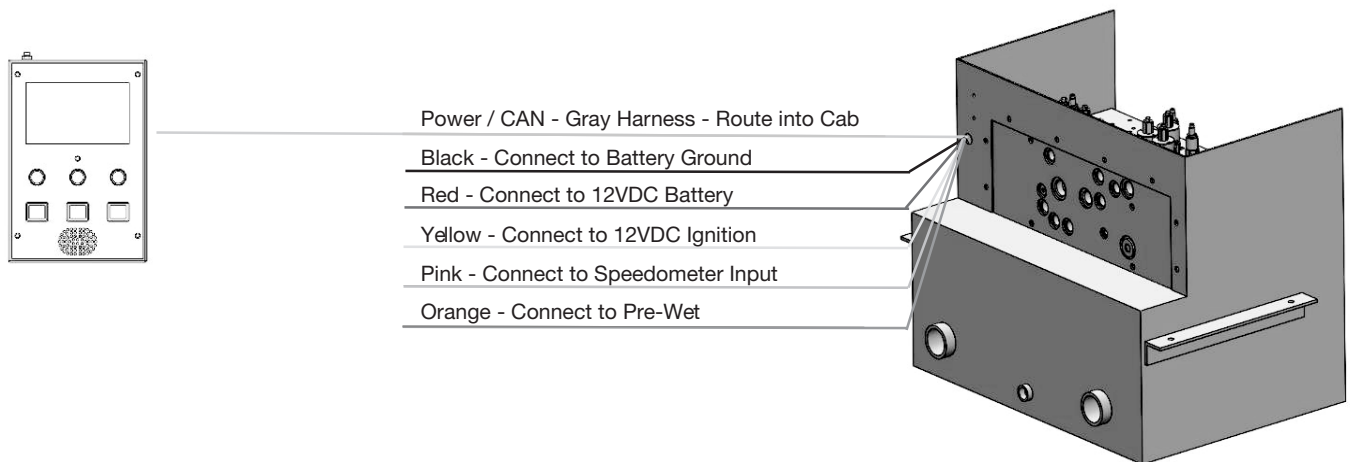 Power / CAN - Gray Harness - Route into Cab
Black - Connect to Battery Ground
Red - Connect to 12VDC Battery
Yellow - Connect to 12VDC Ignition
Pink - Connect to Speedometer Input
Orange - Connect to Pre-Wet